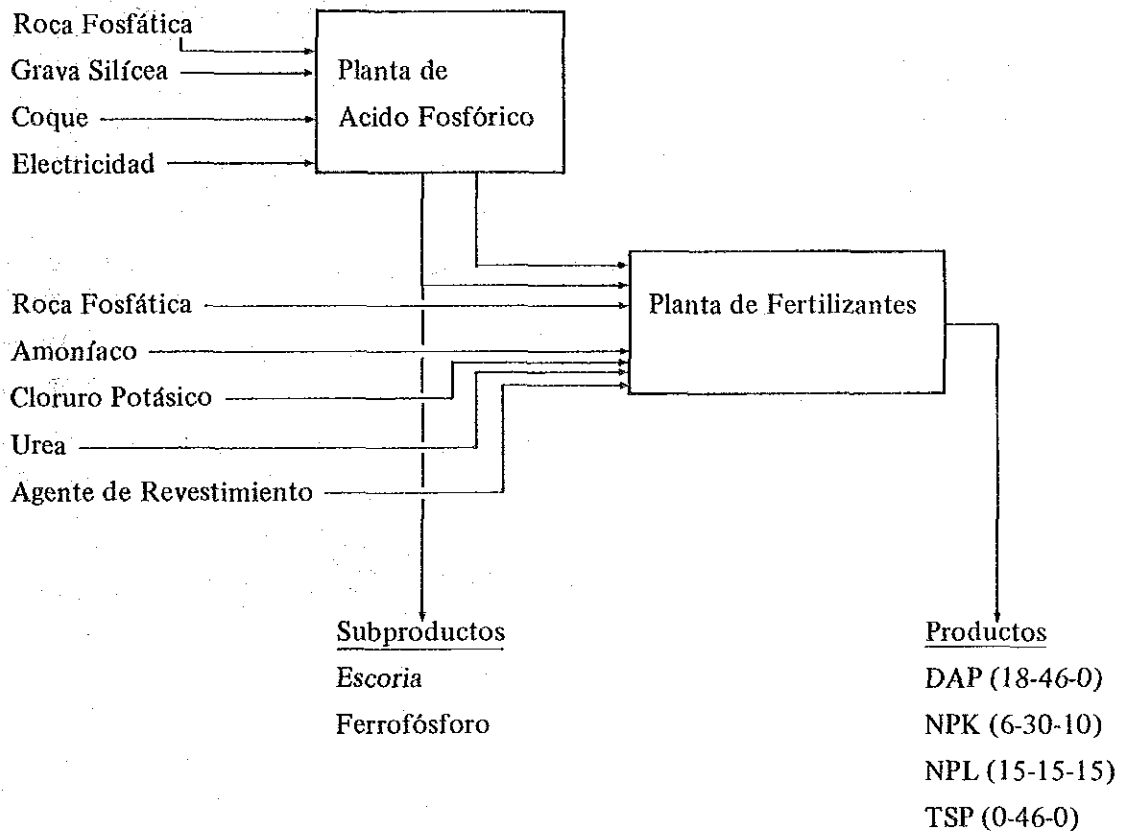 Roca Fosfática
Grava Silícea
Coque
Electricidad
Planta de
Acido Fosfórico
Roca Fosfática
Amoníaco
Cloruro Potásico
Urea
Agente de Revestimiento
Planta de Fertilizantes
Subproductos
Escoria
Ferrofósforo
Productos
DAP (18-46-0)
NPK (6-30-10)
NPL (15-15-15)
TSP (0-46-0)